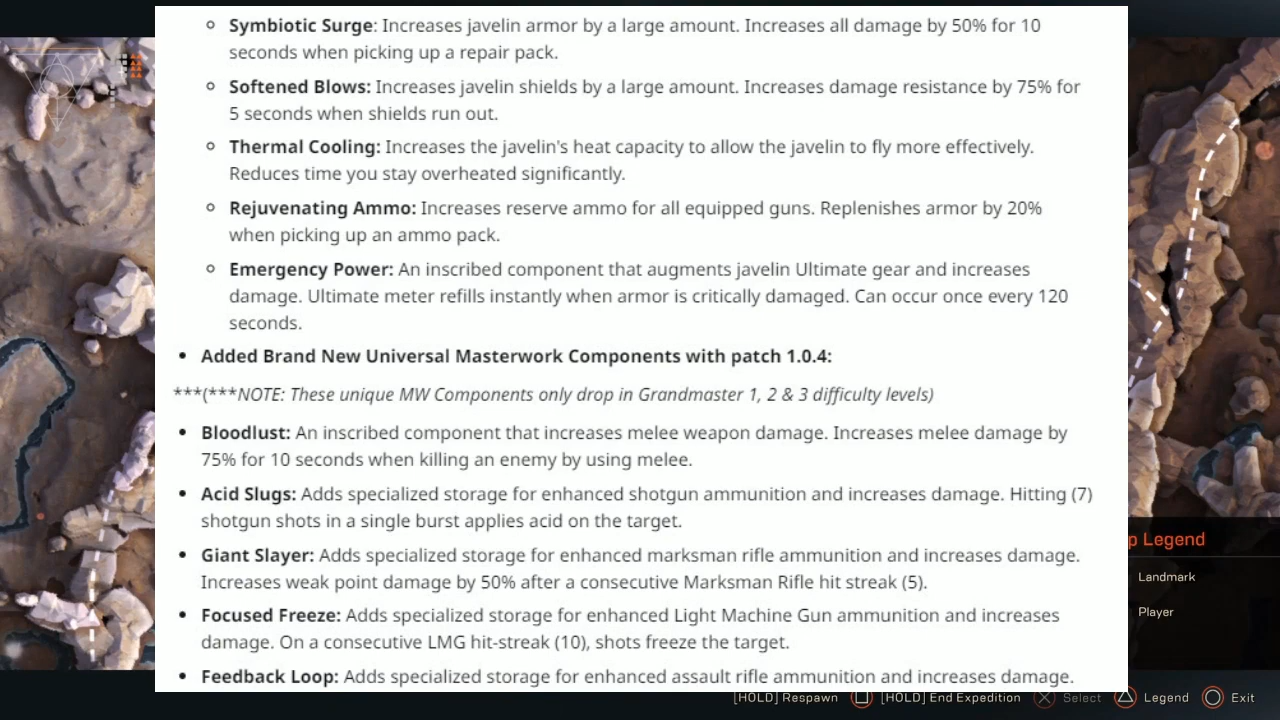 Symbiotic Surge: Increases javelin armor by a large amount. Increases all damage by 50% for 10
seconds when picking up a repair pack.
Softened Blows: Increases javelin shields by a large amount. Increases damage resistance by 75% for
5 seconds when shields run out.
Thermal Cooling: Increases the javelin's heat capacity to allow the javelin to fly more effectively.
Reduces time you stay overheated significantly.
Rejuvenating Ammo: Increases reserve ammo for all equipped guns. Replenishes armor by 20%
when picking up an ammo pack.
Emergency Power: An inscribed component that augments javelin Ultimate gear and increases
damage. Ultimate meter refills instantly when armor is critically damaged. Can occur once every 120
seconds.
Added Brand New Universal Masterwork Components with patch 1.0.4:
***(***NOTE: These unique MW Components only drop in Grandmaster 1, 2 & 3 difficulty levels)
Bloodlust: An inscribed component that increases melee weapon damage. Increases melee damage by
75% for 10 seconds when killing an enemy by using melee.
Acid Slugs: Adds specialized storage for enhanced shotgun ammunition and increases damage. Hitting (7)
shotgun shots in a single burst applies acid on the target.
Giant Slayer: Adds specialized storage for enhanced marksman rifle ammunition and increases damage.
Increases weak point damage by 50% after a consecutive Marksman Rifle hit streak (5).
Focused Freeze: Adds specialized storage for enhanced Light Machine Gun ammunition and increases
damage. On a consecutive LMG hit-streak (10), shots freeze the target.
Feedback Loop: Adds specialized storage for enhanced assault rifle ammunition and increases damage.
p Legend
Landmark
Player
[HOLD] Respawn [HOLD] End Expedition Select Legend Exit